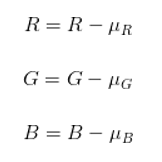 R = R − μ_R
G = G − μ_G
B = B − μ_B